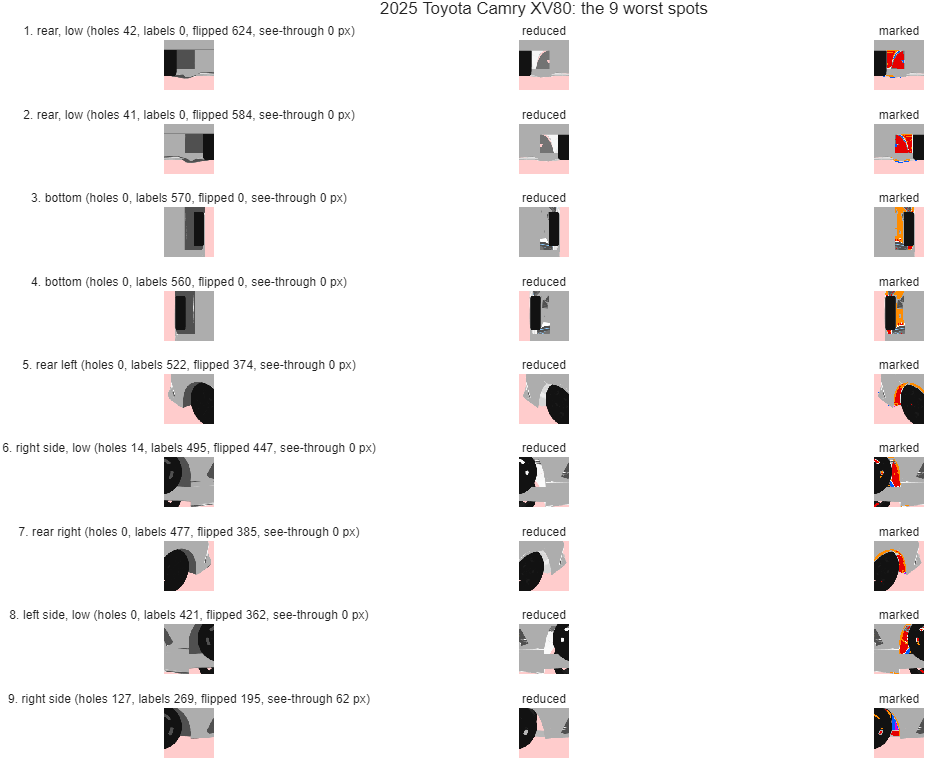 2025 Toyota Camry XV80: the 9 worst spots
1. rear, low (holes 42, labels 0, flipped 624, see-through 0 px)
reduced
marked
2. rear, low (holes 41, labels 0, flipped 584, see-through 0 px)
reduced
marked
3. bottom (holes 0, labels 570, flipped 0, see-through 0 px)
reduced
marked
4. bottom (holes 0, labels 560, flipped 0, see-through 0 px)
reduced
marked
5. rear left (holes 0, labels 522, flipped 374, see-through 0 px)
reduced
marked
6. right side, low (holes 14, labels 495, flipped 447, see-through 0 px)
reduced
marked
7. rear right (holes 0, labels 477, flipped 385, see-through 0 px)
reduced
marked
8. left side, low (holes 0, labels 421, flipped 362, see-through 0 px)
reduced
marked
9. right side (holes 127, labels 269, flipped 195, see-through 62 px)
reduced
marked